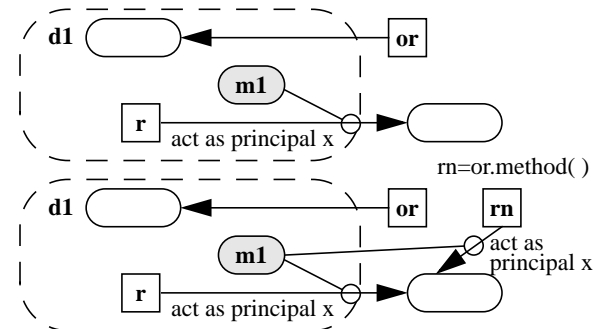 d1
or
m1
r
act as principal x
rn=or.method( )
d1
or
rn
m1
act as
principal x
r
act as principal x